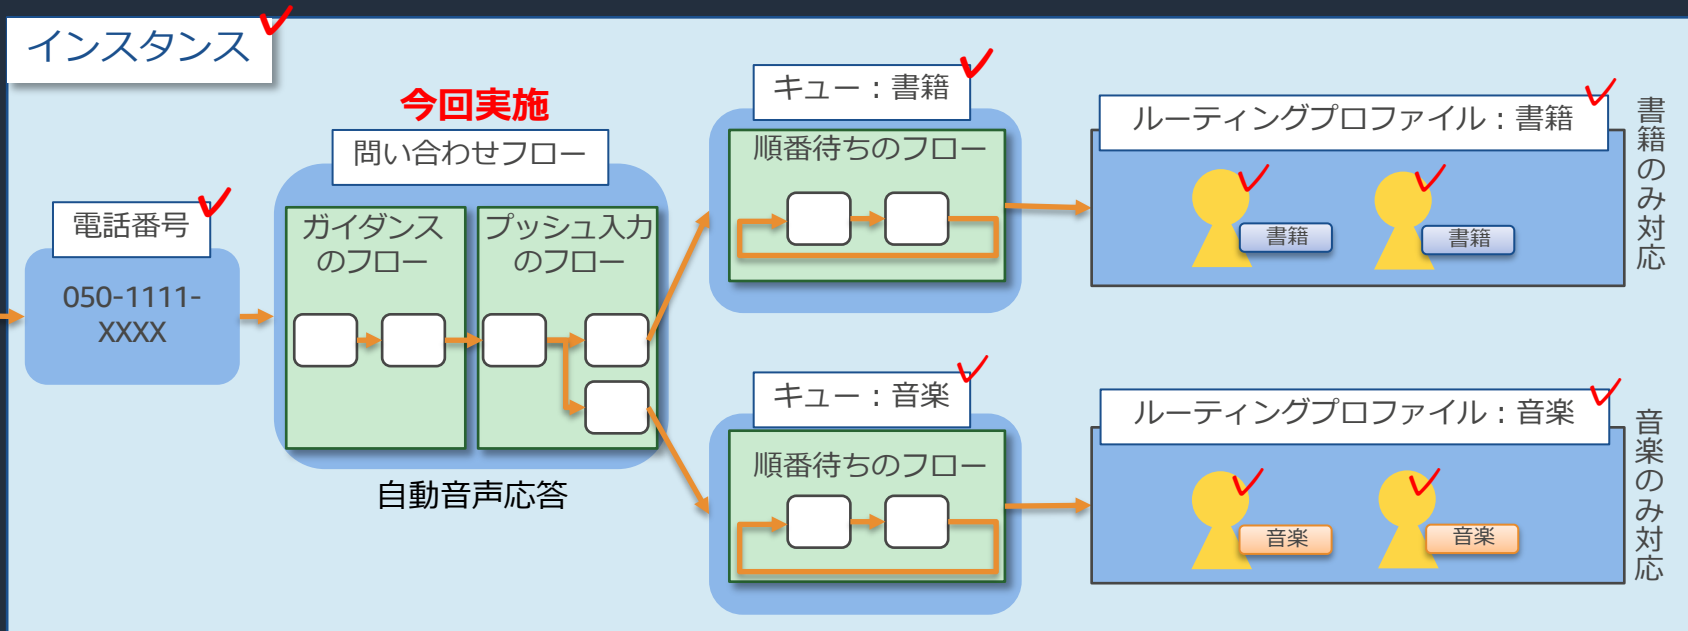 インスタンス
今回実施
問い合わせフロー
電話番号
050-1111-
XXXX
ガイダンス
のフロー
プッシュ入力
のフロー
自動音声応答
キュー：書籍
順番待ちのフロー
ルーティングプロファイル：書籍
書籍
書籍
書籍のみ対応
キュー：音楽
順番待ちのフロー
ルーティングプロファイル：音楽
音楽
音楽
音楽のみ対応